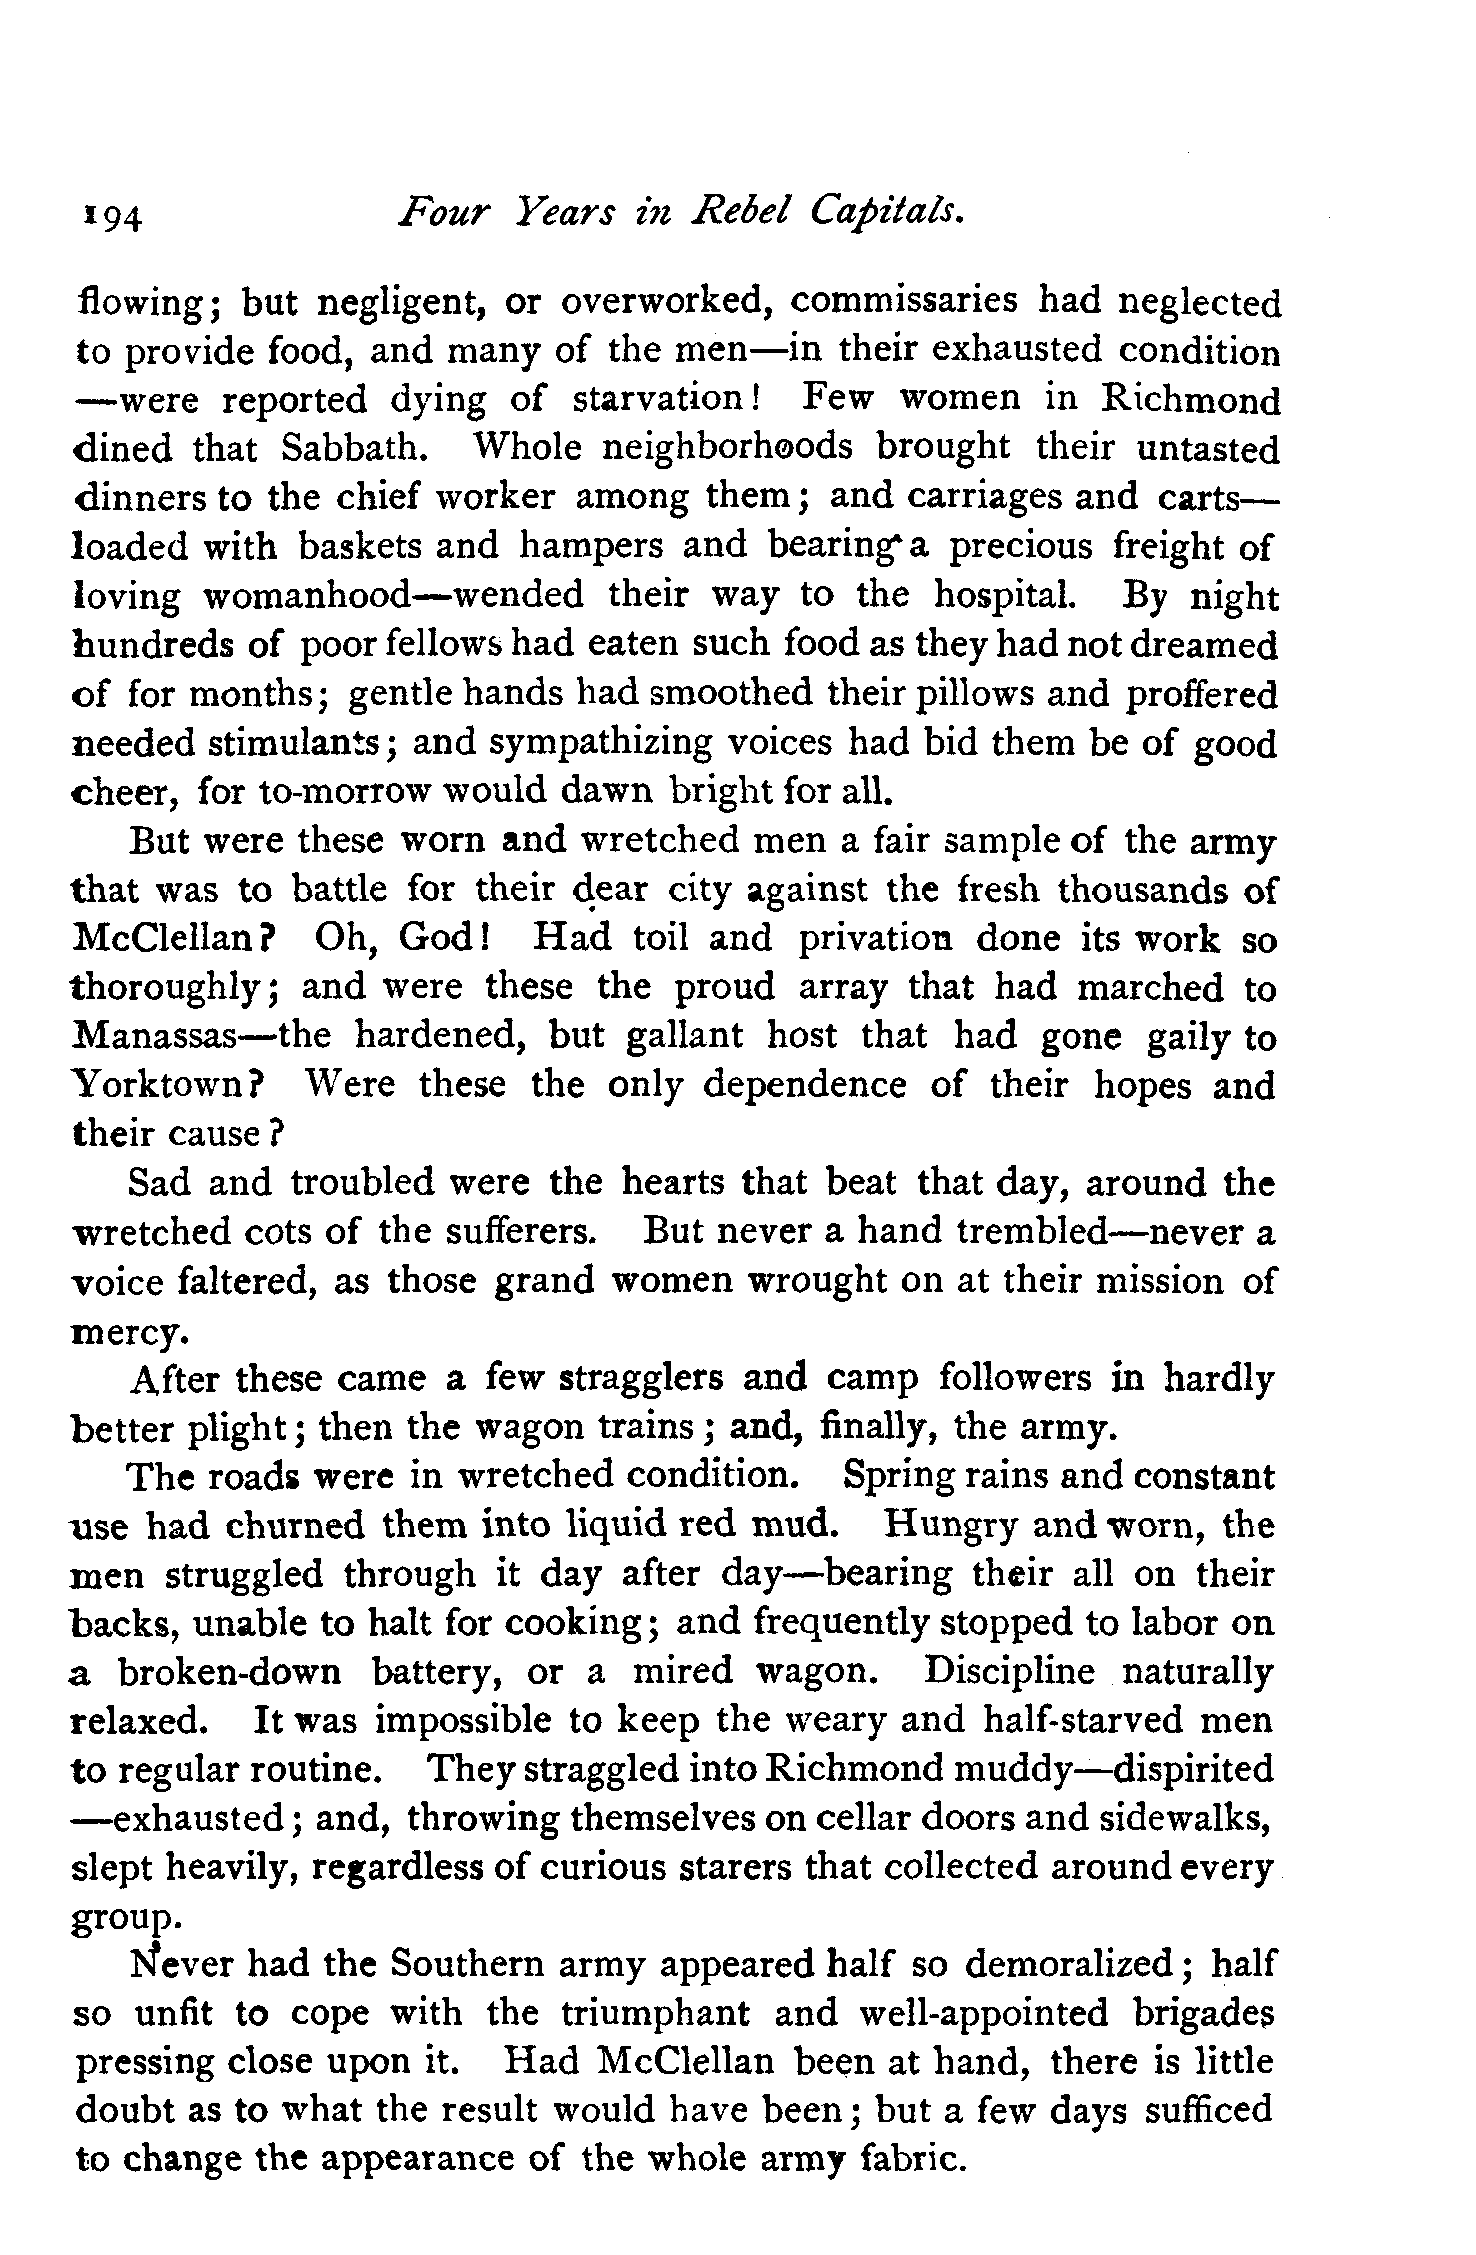 194 Four Years in Rebel Capitals.
flowing; but negligent, or overworked, commissaries had neglected
to provide food, and many of the men—in their exhausted condition
—were reported dying of starvation! Few women in Richmond
dined that Sabbath. Whole neighborhoods brought their untasted
dinners to the chief worker among them; and carriages and carts—
loaded with baskets and hampers and bearing a precious freight of
loving womanhood—wended their way to the hospital. By night
hundreds of poor fellows had eaten such food as they had not dreamed
of for months; gentle hands had smoothed their pillows and proffered
needed stimulants; and sympathizing voices had bid them be of good
cheer, for to-morrow would dawn bright for all.
But were these worn and wretched men a fair sample of the army
that was to battle for their dear city against the fresh thousands of
McClellan? Oh, God! Had toil and privation done its work so
thoroughly; and were these the proud array that had marched to
Manassas—the hardened, but gallant host that had gone gaily to
Yorktown? Were these the only dependence of their hopes and
their cause?
Sad and troubled were the hearts that beat that day, around the
wretched cots of the sufferers. But never a hand trembled—never a
voice faltered, as those grand women wrought on at their mission of
mercy.
After these came a few stragglers and camp followers in hardly
better plight; then the wagon trains; and, finally, the army.
The roads were in wretched condition. Spring rains and constant
use had churned them into liquid red mud. Hungry and worn, the
men struggled through it day after day—bearing their all on their
backs, unable to halt for cooking; and frequently stopped to labor on
a broken-down battery, or a mired wagon. Discipline naturally
relaxed. It was impossible to keep the weary and half-starved men
to regular routine. They straggled into Richmond muddy—dispirited
—exhausted; and, throwing themselves on cellar doors and sidewalks,
slept heavily, regardless of curious starers that collected around every
group.
Never had the Southern army appeared half so demoralized; half
so unfit to cope with the triumphant and well-appointed brigades
pressing close upon it. Had McClellan been at hand, there is little
doubt as to what the result would have been; but a few days sufficed
to change the appearance of the whole army fabric.